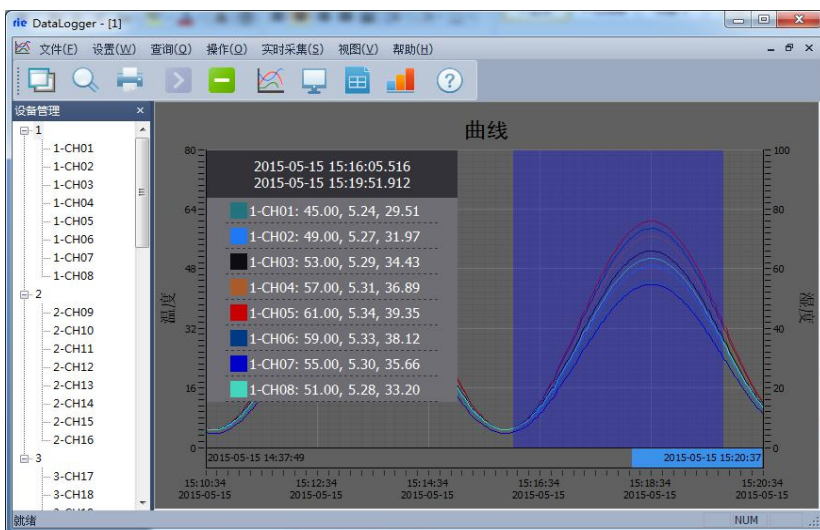 rie DataLogger - [1]
文件(F) 设置(W) 查询(Q) 操作(O) 实时采集(S) 视图(V) 帮助(H)
设备管理
1
1-CH01
1-CH02
1-CH03
1-CH04
1-CH05
1-CH06
1-CH07
1-CH08
2
2-CH09
2-CH10
2-CH11
2-CH12
2-CH13
2-CH14
2-CH15
2-CH16
3
3-CH17
3-CH18
曲线
2015-05-15 15:16:05.516
2015-05-15 15:19:51.912
1-CH01: 45.00, 5.24, 29.51
1-CH02: 49.00, 5.27, 31.97
1-CH03: 53.00, 5.29, 34.43
1-CH04: 57.00, 5.31, 36.89
1-CH05: 61.00, 5.34, 39.35
1-CH06: 59.00, 5.33, 38.12
1-CH07: 55.00, 5.30, 35.66
1-CH08: 51.00, 5.28, 33.20
温度
80
64
48
32
16
0
100
80
60
40
20
0
湿度
2015-05-15 14:37:49 2015-05-15 15:20:37
15:10:34 15:12:34 15:14:34 15:16:34 15:18:34 15:20:34
2015-05-15 2015-05-15 2015-05-15 2015-05-15 2015-05-15 2015-05-15
就绪 NUM